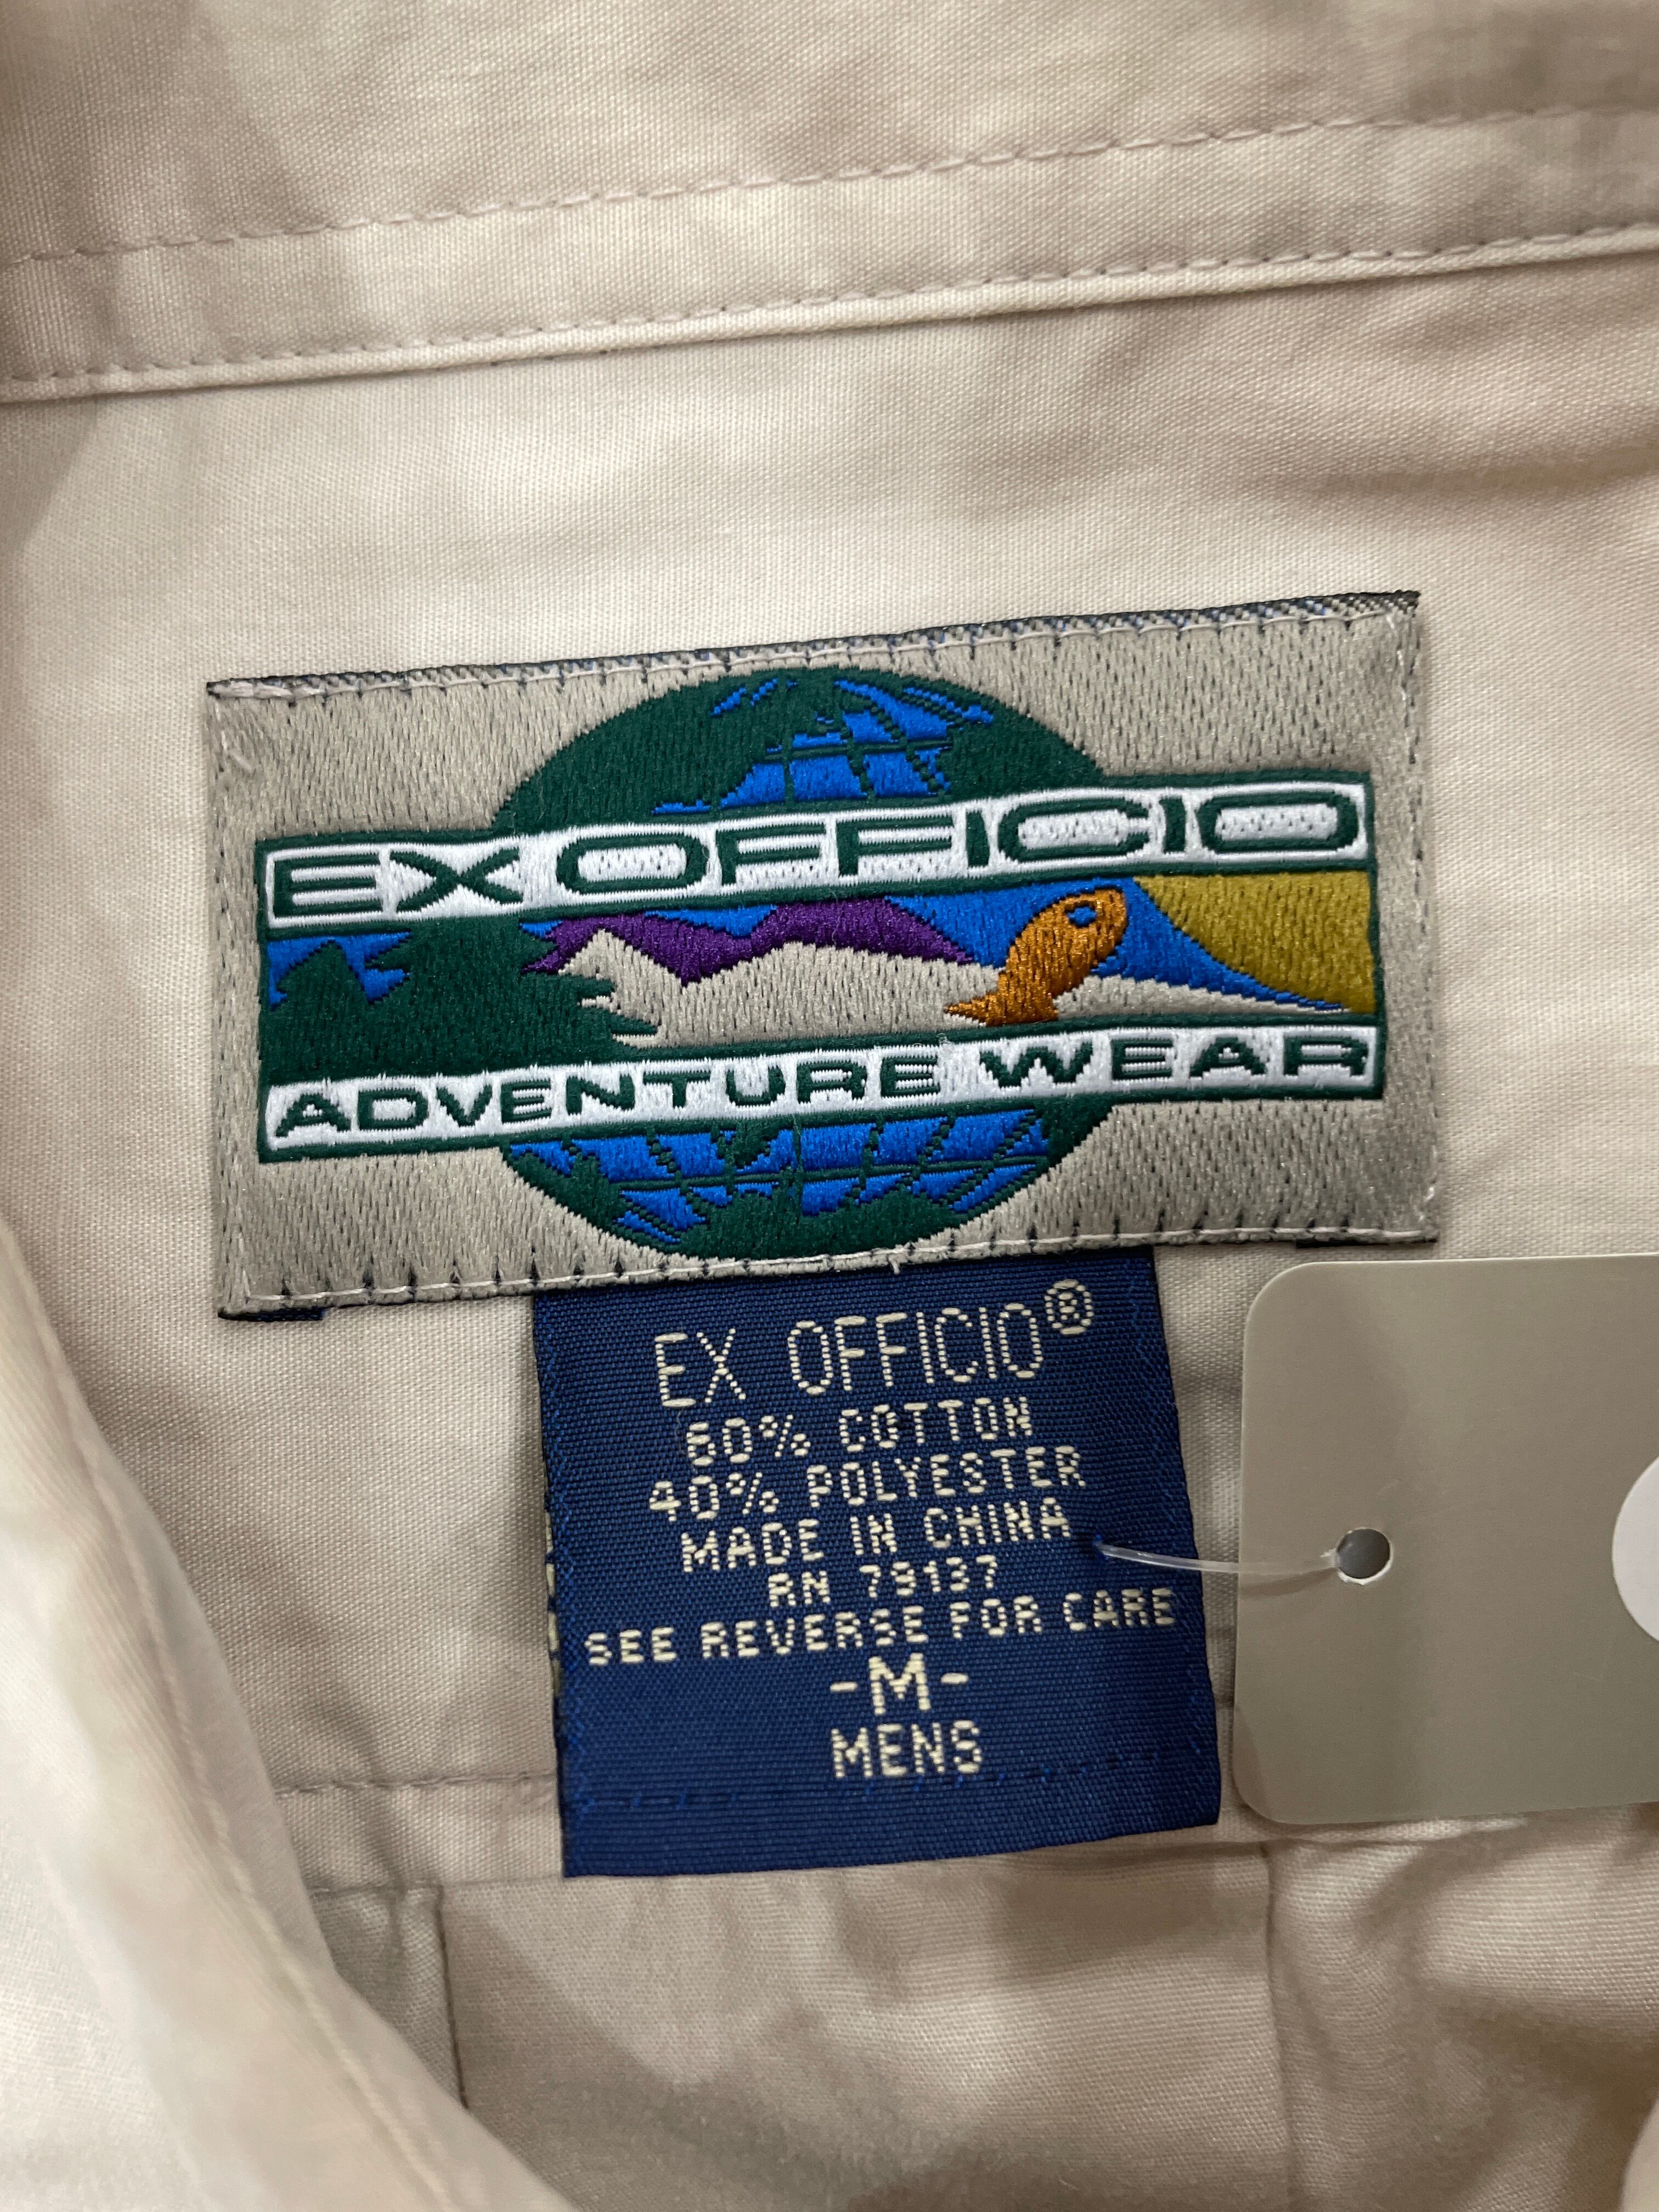 EX OFFICIO
ADVENTURE WEAR
EX OFFICIO®
60% COTTON
40% POLYESTER
MADE IN CHINA
RN 79137
SEE REVERSE FOR CARE
-M-
MENS